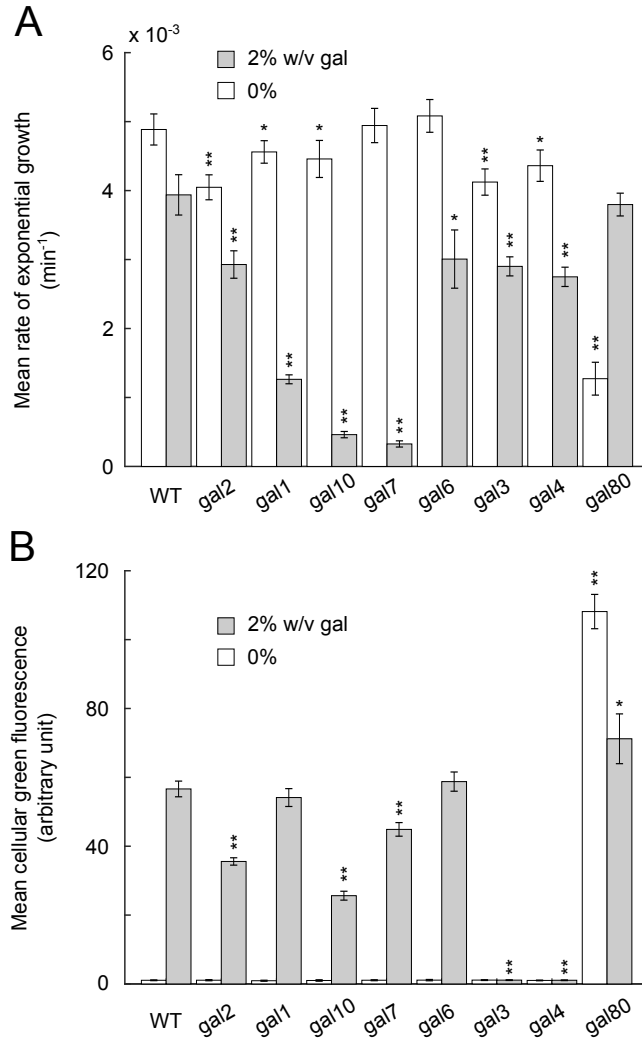 A
x 10⁻³
6
2% w/v gal
0%
** * * ** *
4
** * ** **
Mean rate of exponential growth
(min⁻¹)
2
** ** ** **
0
WT gal2 gal1 gal10 gal7 gal6 gal3 gal4 gal80
B
120
**
2% w/v gal
0%
*
80
Mean cellular green fluorescence
(arbitrary unit)
** **
40
**
** **
0
WT gal2 gal1 gal10 gal7 gal6 gal3 gal4 gal80